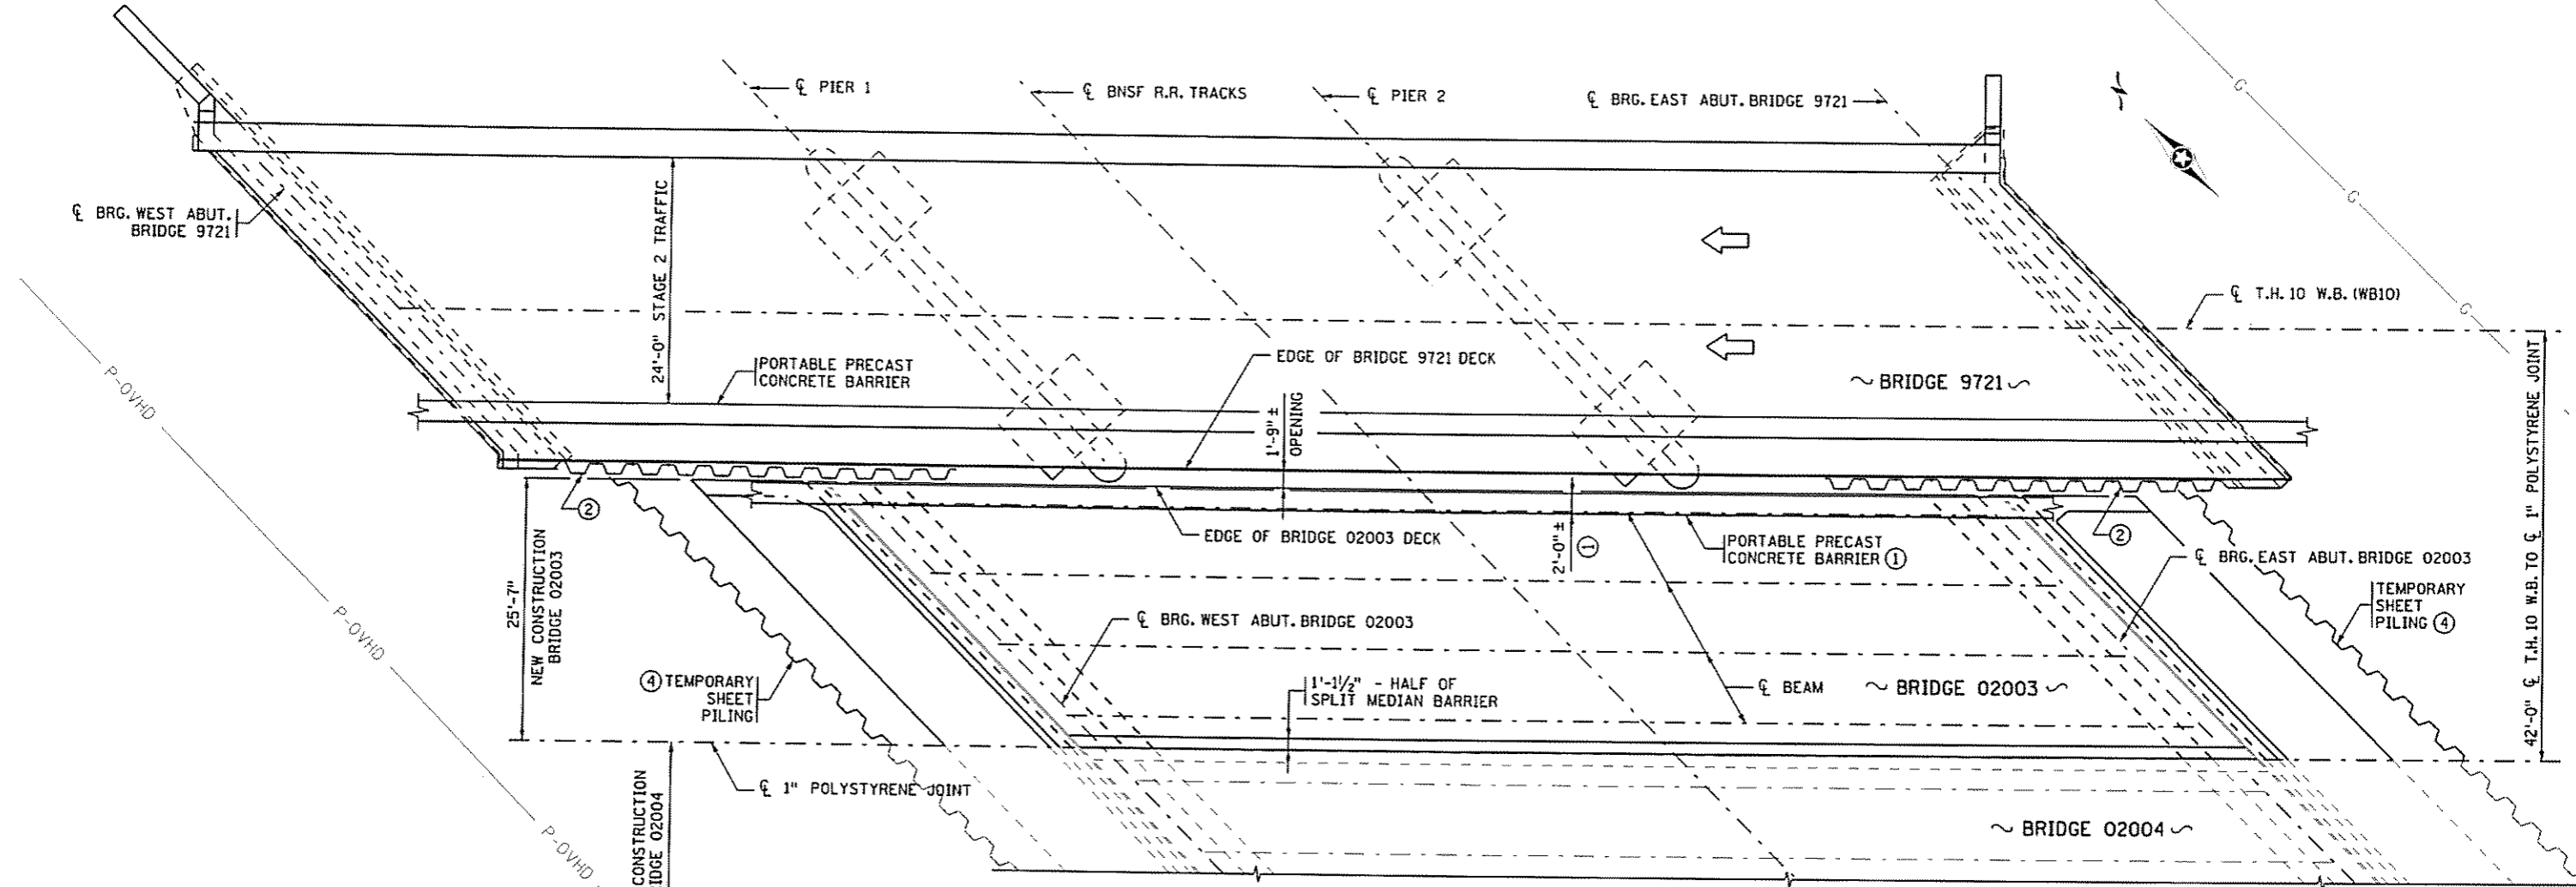 ℄ PIER 1
℄ BNSF R.R. TRACKS
℄ PIER 2
℄ BRG. EAST ABUT. BRIDGE 9721
G
G
G
℄ BRG. WEST ABUT.
BRIDGE 9721
24'-0" STAGE 2 TRAFFIC
℄ T.H. 10 W.B. (WB10)
PORTABLE PRECAST
CONCRETE BARRIER
EDGE OF BRIDGE 9721 DECK
1'-9" ±
OPENING
~ BRIDGE 9721 ~
P-OVHD
P-OVHD
P-OVHD
②
25'-7"
NEW CONSTRUCTION
BRIDGE 02003
EDGE OF BRIDGE 02003 DECK
2'-0" ±
①
PORTABLE PRECAST
CONCRETE BARRIER ①
②
℄ BRG. EAST ABUT. BRIDGE 02003
TEMPORARY
SHEET
PILING ④
42'-0" ℄ T.H. 10 W.B. TO ℄ 1" POLYSTYRENE JOINT
℄ BRG. WEST ABUT. BRIDGE 02003
④ TEMPORARY
SHEET
PILING
1'-1½" - HALF OF
SPLIT MEDIAN BARRIER
℄ BEAM
~ BRIDGE 02003 ~
℄ 1" POLYSTYRENE JOINT
CONSTRUCTION
IDGE 02004
~ BRIDGE 02004 ~